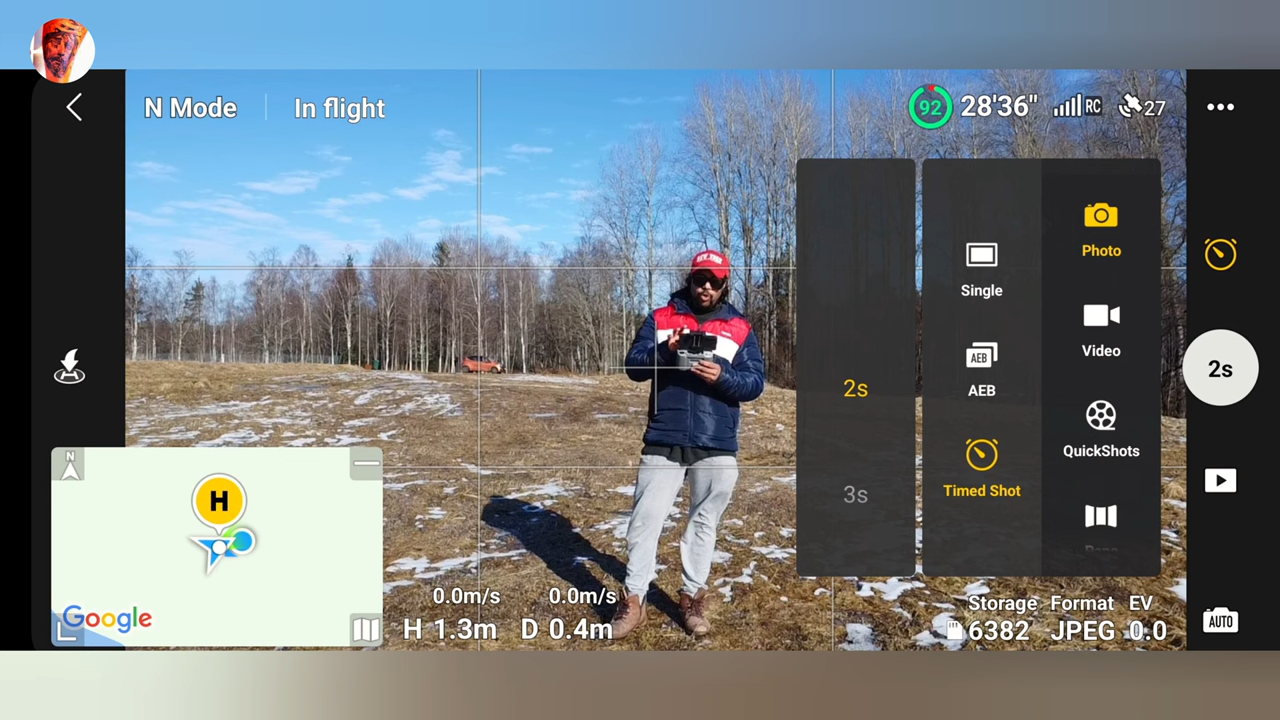 N Mode
In flight
92
28'36"
RC
27
Photo
Single
Video
2s
2s
AEB
AEB
QuickShots
Timed Shot
3s
N
H
Google
0.0m/s
0.0m/s
H 1.3m
D 0.4m
Storage
Format
EV
6382
JPEG
0.0
AUTO